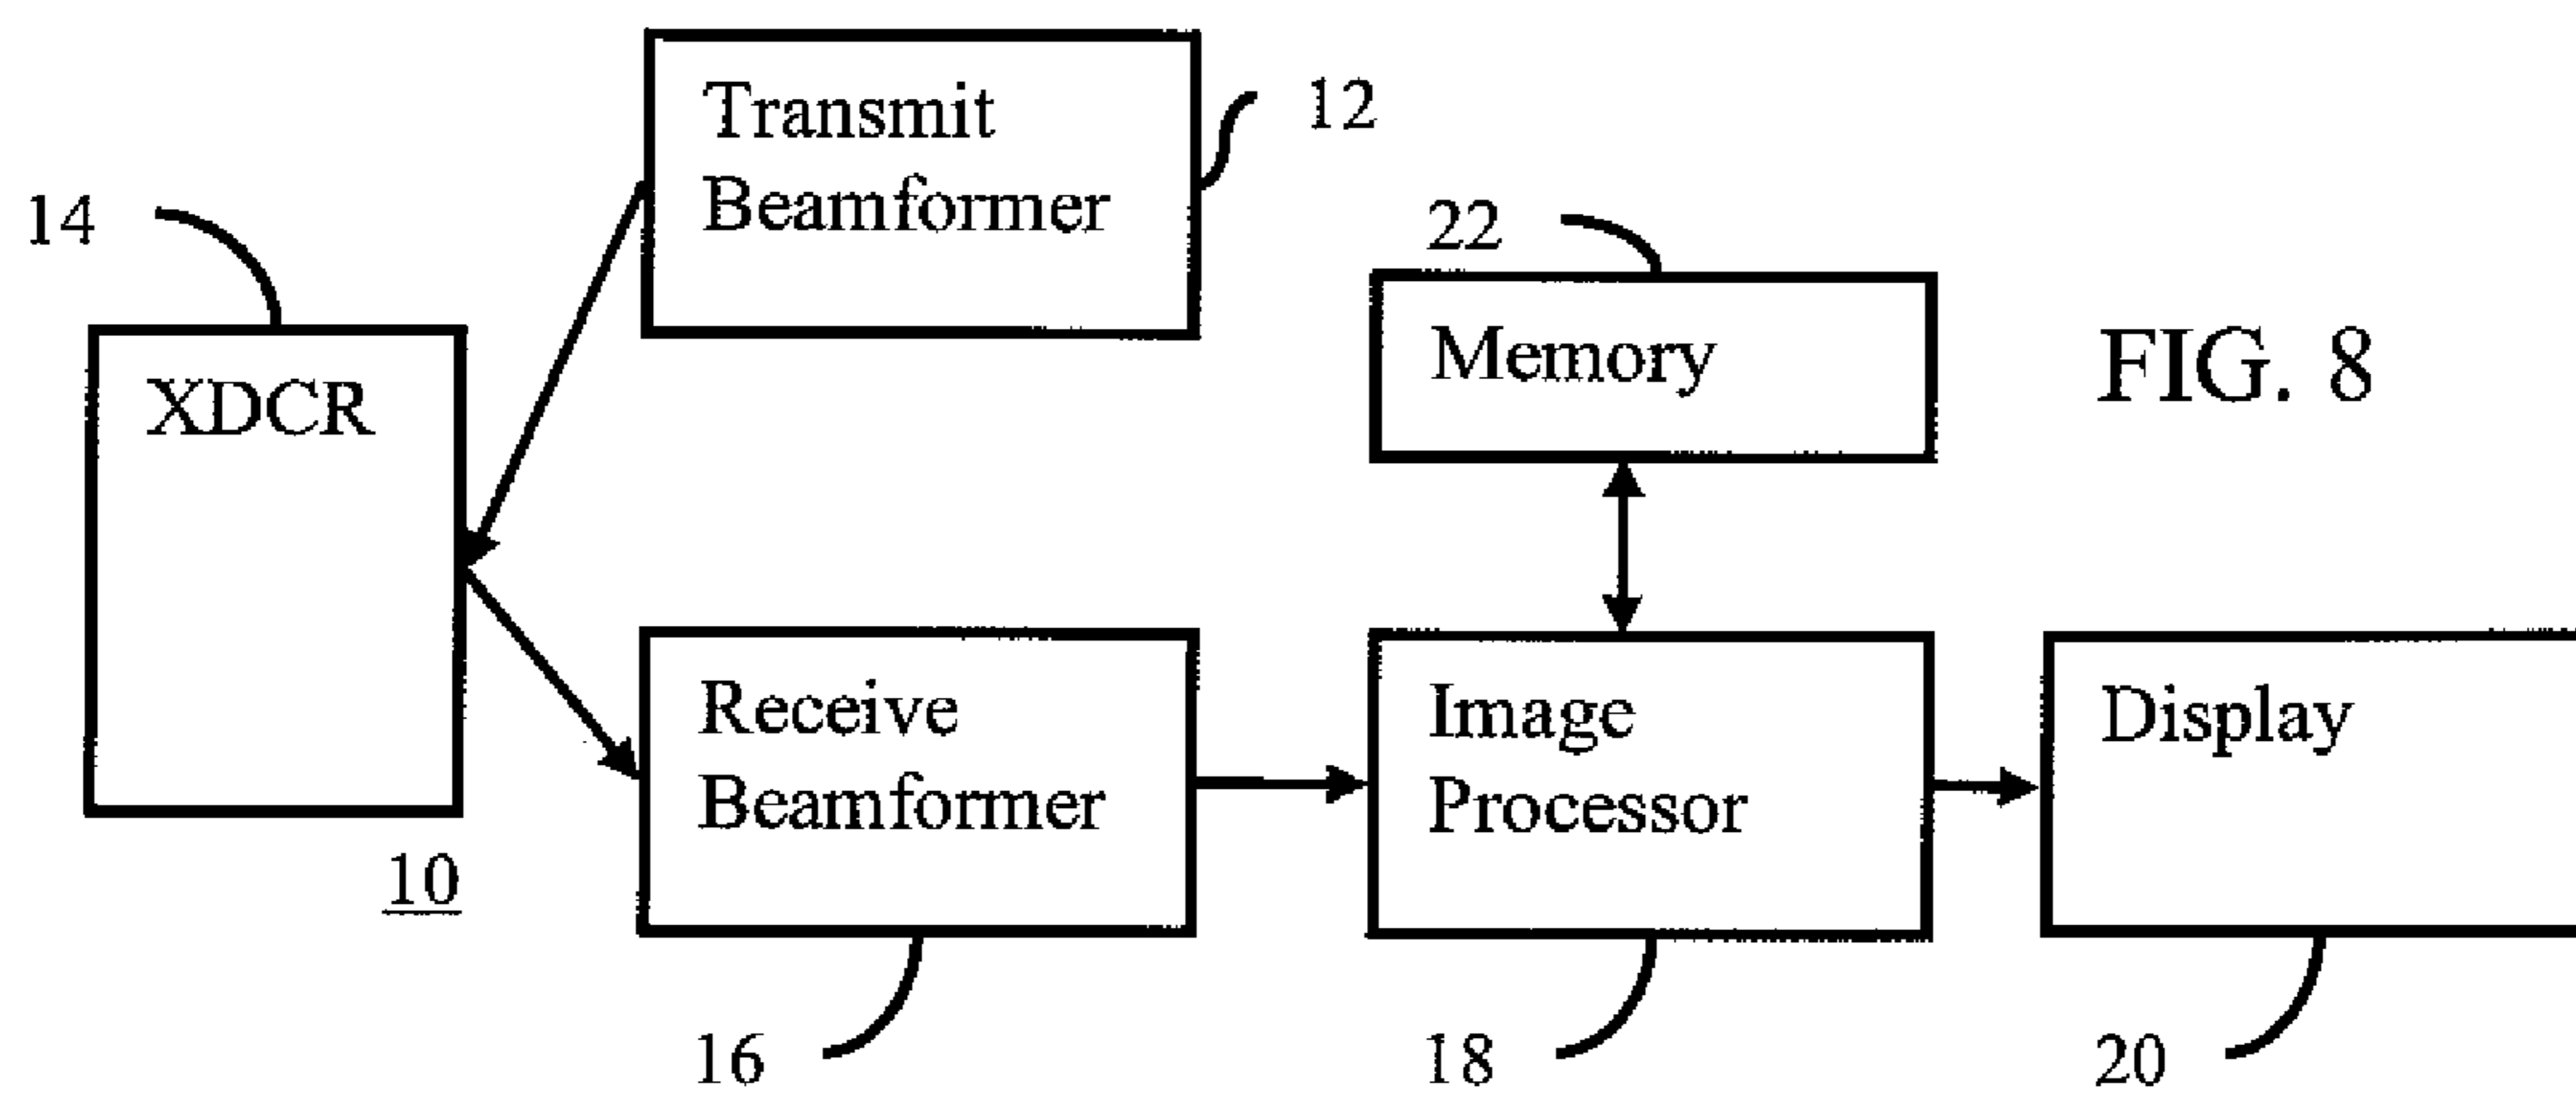 Transmit
Beamformer
12
14
22
XDCR
Memory
FIG. 8
Receive
Beamformer
Image
Processor
Display
10
16
18
20